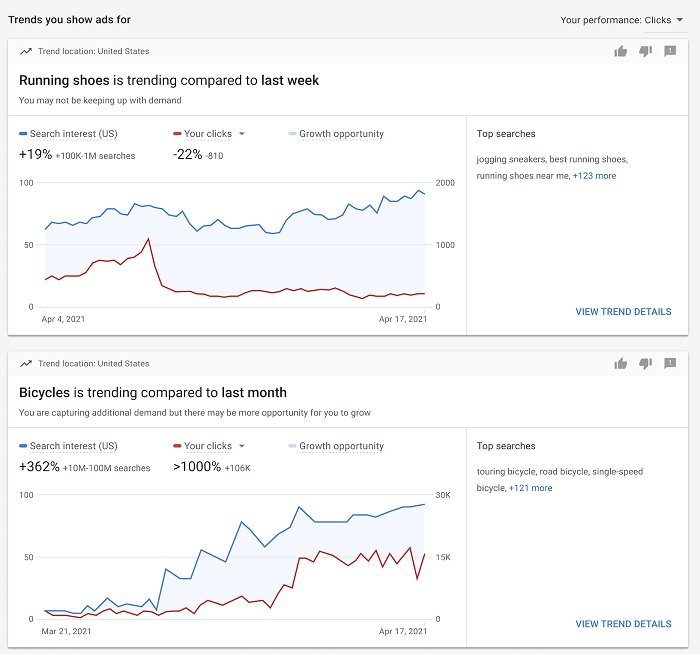 Trends you show ads for
Your performance: Clicks
Trend location: United States
Running shoes is trending compared to last week
You may not be keeping up with demand
Search interest (US)
Your clicks
Growth opportunity
+19% +100K-1M searches
-22% -810
100
2000
50
1000
0
0
Apr 4, 2021
Apr 17, 2021
Top searches
jogging sneakers, best running shoes,
running shoes near me, +123 more
VIEW TREND DETAILS
Trend location: United States
Bicycles is trending compared to last month
You are capturing additional demand but there may be more opportunity for you to grow
Search interest (US)
Your clicks
Growth opportunity
+362% +10M-100M searches
>1000% +106K
100
30K
50
15K
0
0
Mar 21, 2021
Apr 17, 2021
Top searches
touring bicycle, road bicycle, single-speed
bicycle, +121 more
VIEW TREND DETAILS